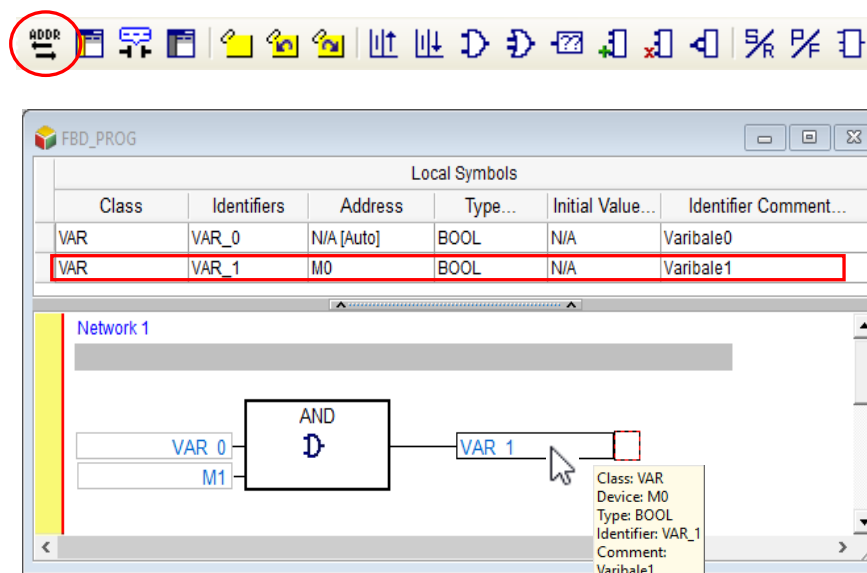 ADDR ?? S/R P/F
FBD_PROG
Local Symbols
Class Identifiers Address Type... Initial Value... Identifier Comment...
VAR VAR_0 N/A [Auto] BOOL N/A Varibale0
VAR VAR_1 M0 BOOL N/A Varibale1
Network 1
AND
VAR_0 VAR_1
M1
Class: VAR
Device: M0
Type: BOOL
Identifier: VAR_1
Comment:
Varibale1